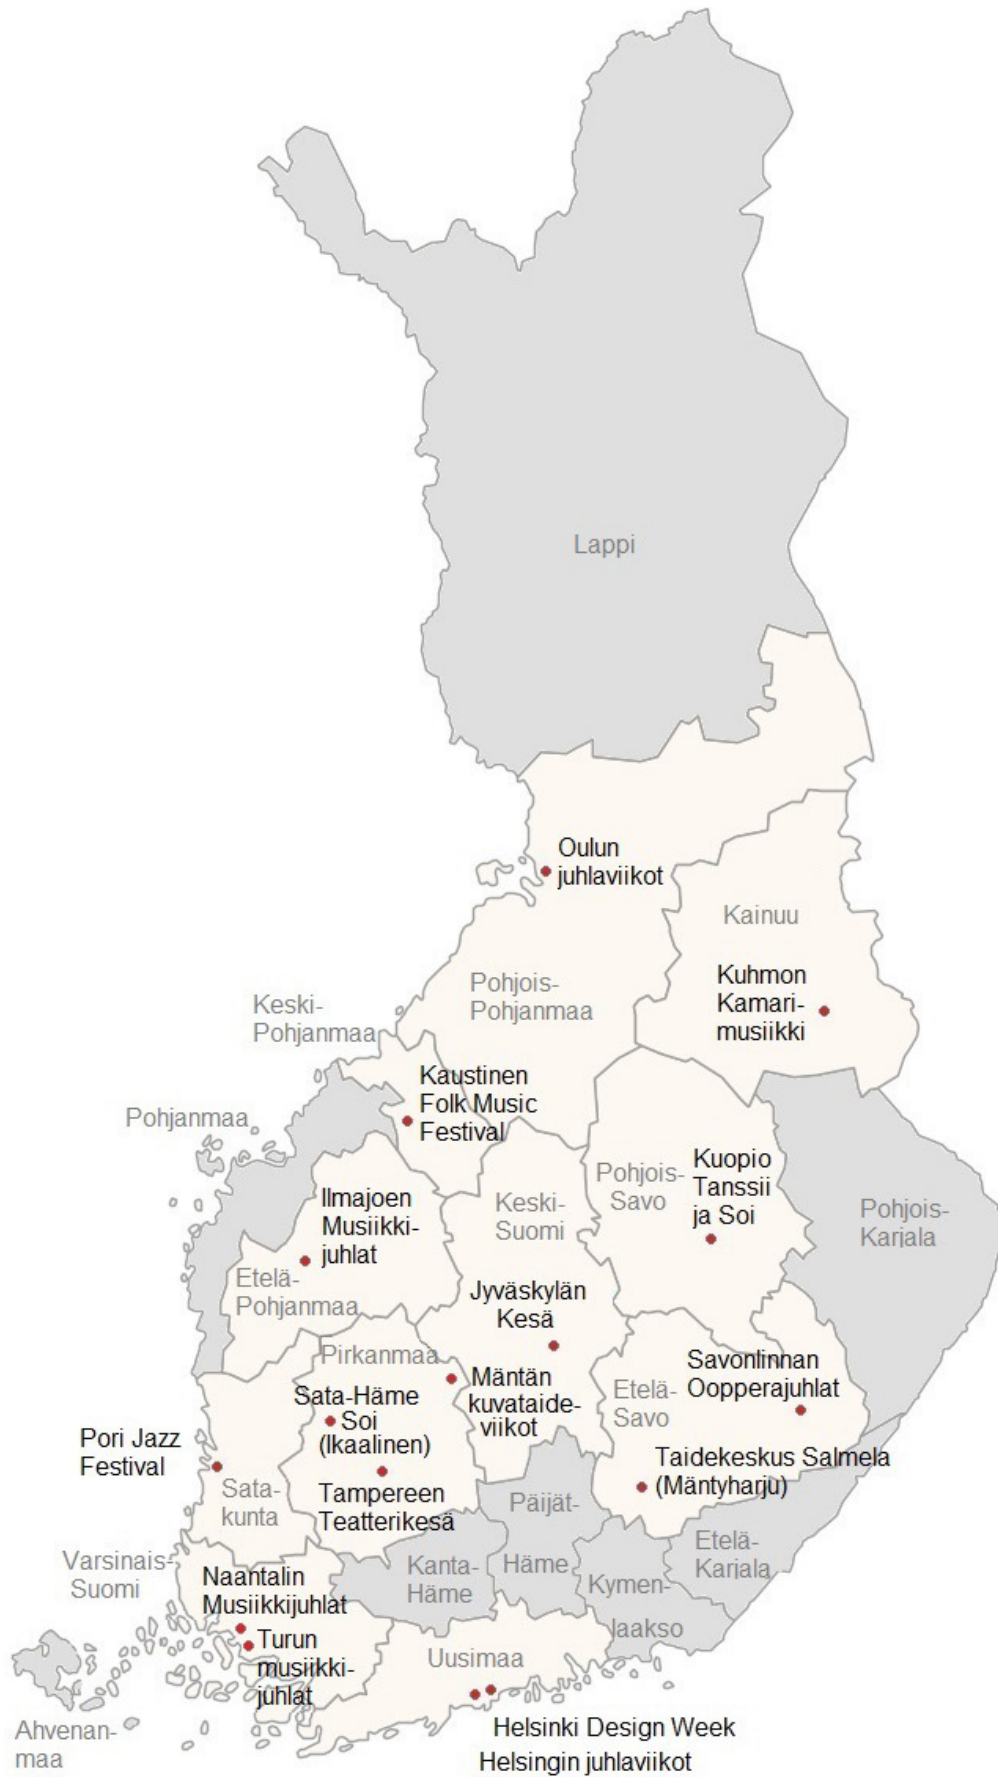 Lappi
Oulun
juhlaviikot
Kainuu
Kuhmon
Kamari-
musiikki
Pohjois-
Pohjanmaa
Keski-
Pohjanmaa
Kaustinen
Folk Music
Festival
Pohjanmaa
Ilmajoen
Musiikki-
juhlat
Etelä-
Pohjanmaa
Keski-
Suomi
Pohjois-
Savo
Kuopio
Tanssii
ja Soi
Pohjois-
Karjala
Jyväskylän
Kesä
Pirkanmaa
Mäntän
kuvataide-
viikot
Sata-Häme
Soi
(Ikaalinen)
Tampereen
Teatterikesä
Etelä-
Savo
Savonlinnan
Oopperajuhlat
Taidekeskus Salmela
(Mäntyharju)
Pori Jazz
Festival
Sata-
kunta
Päijät-
Häme
Kanta-
Häme
Kymen-
laakso
Etelä-
Karjala
Varsinais-
Suomi
Naantalin
Musiikkijuhlat
Turun
musiikki-
juhlat
Uusimaa
Helsinki Design Week
Helsingin juhlaviikot
Ahvenan-
maa